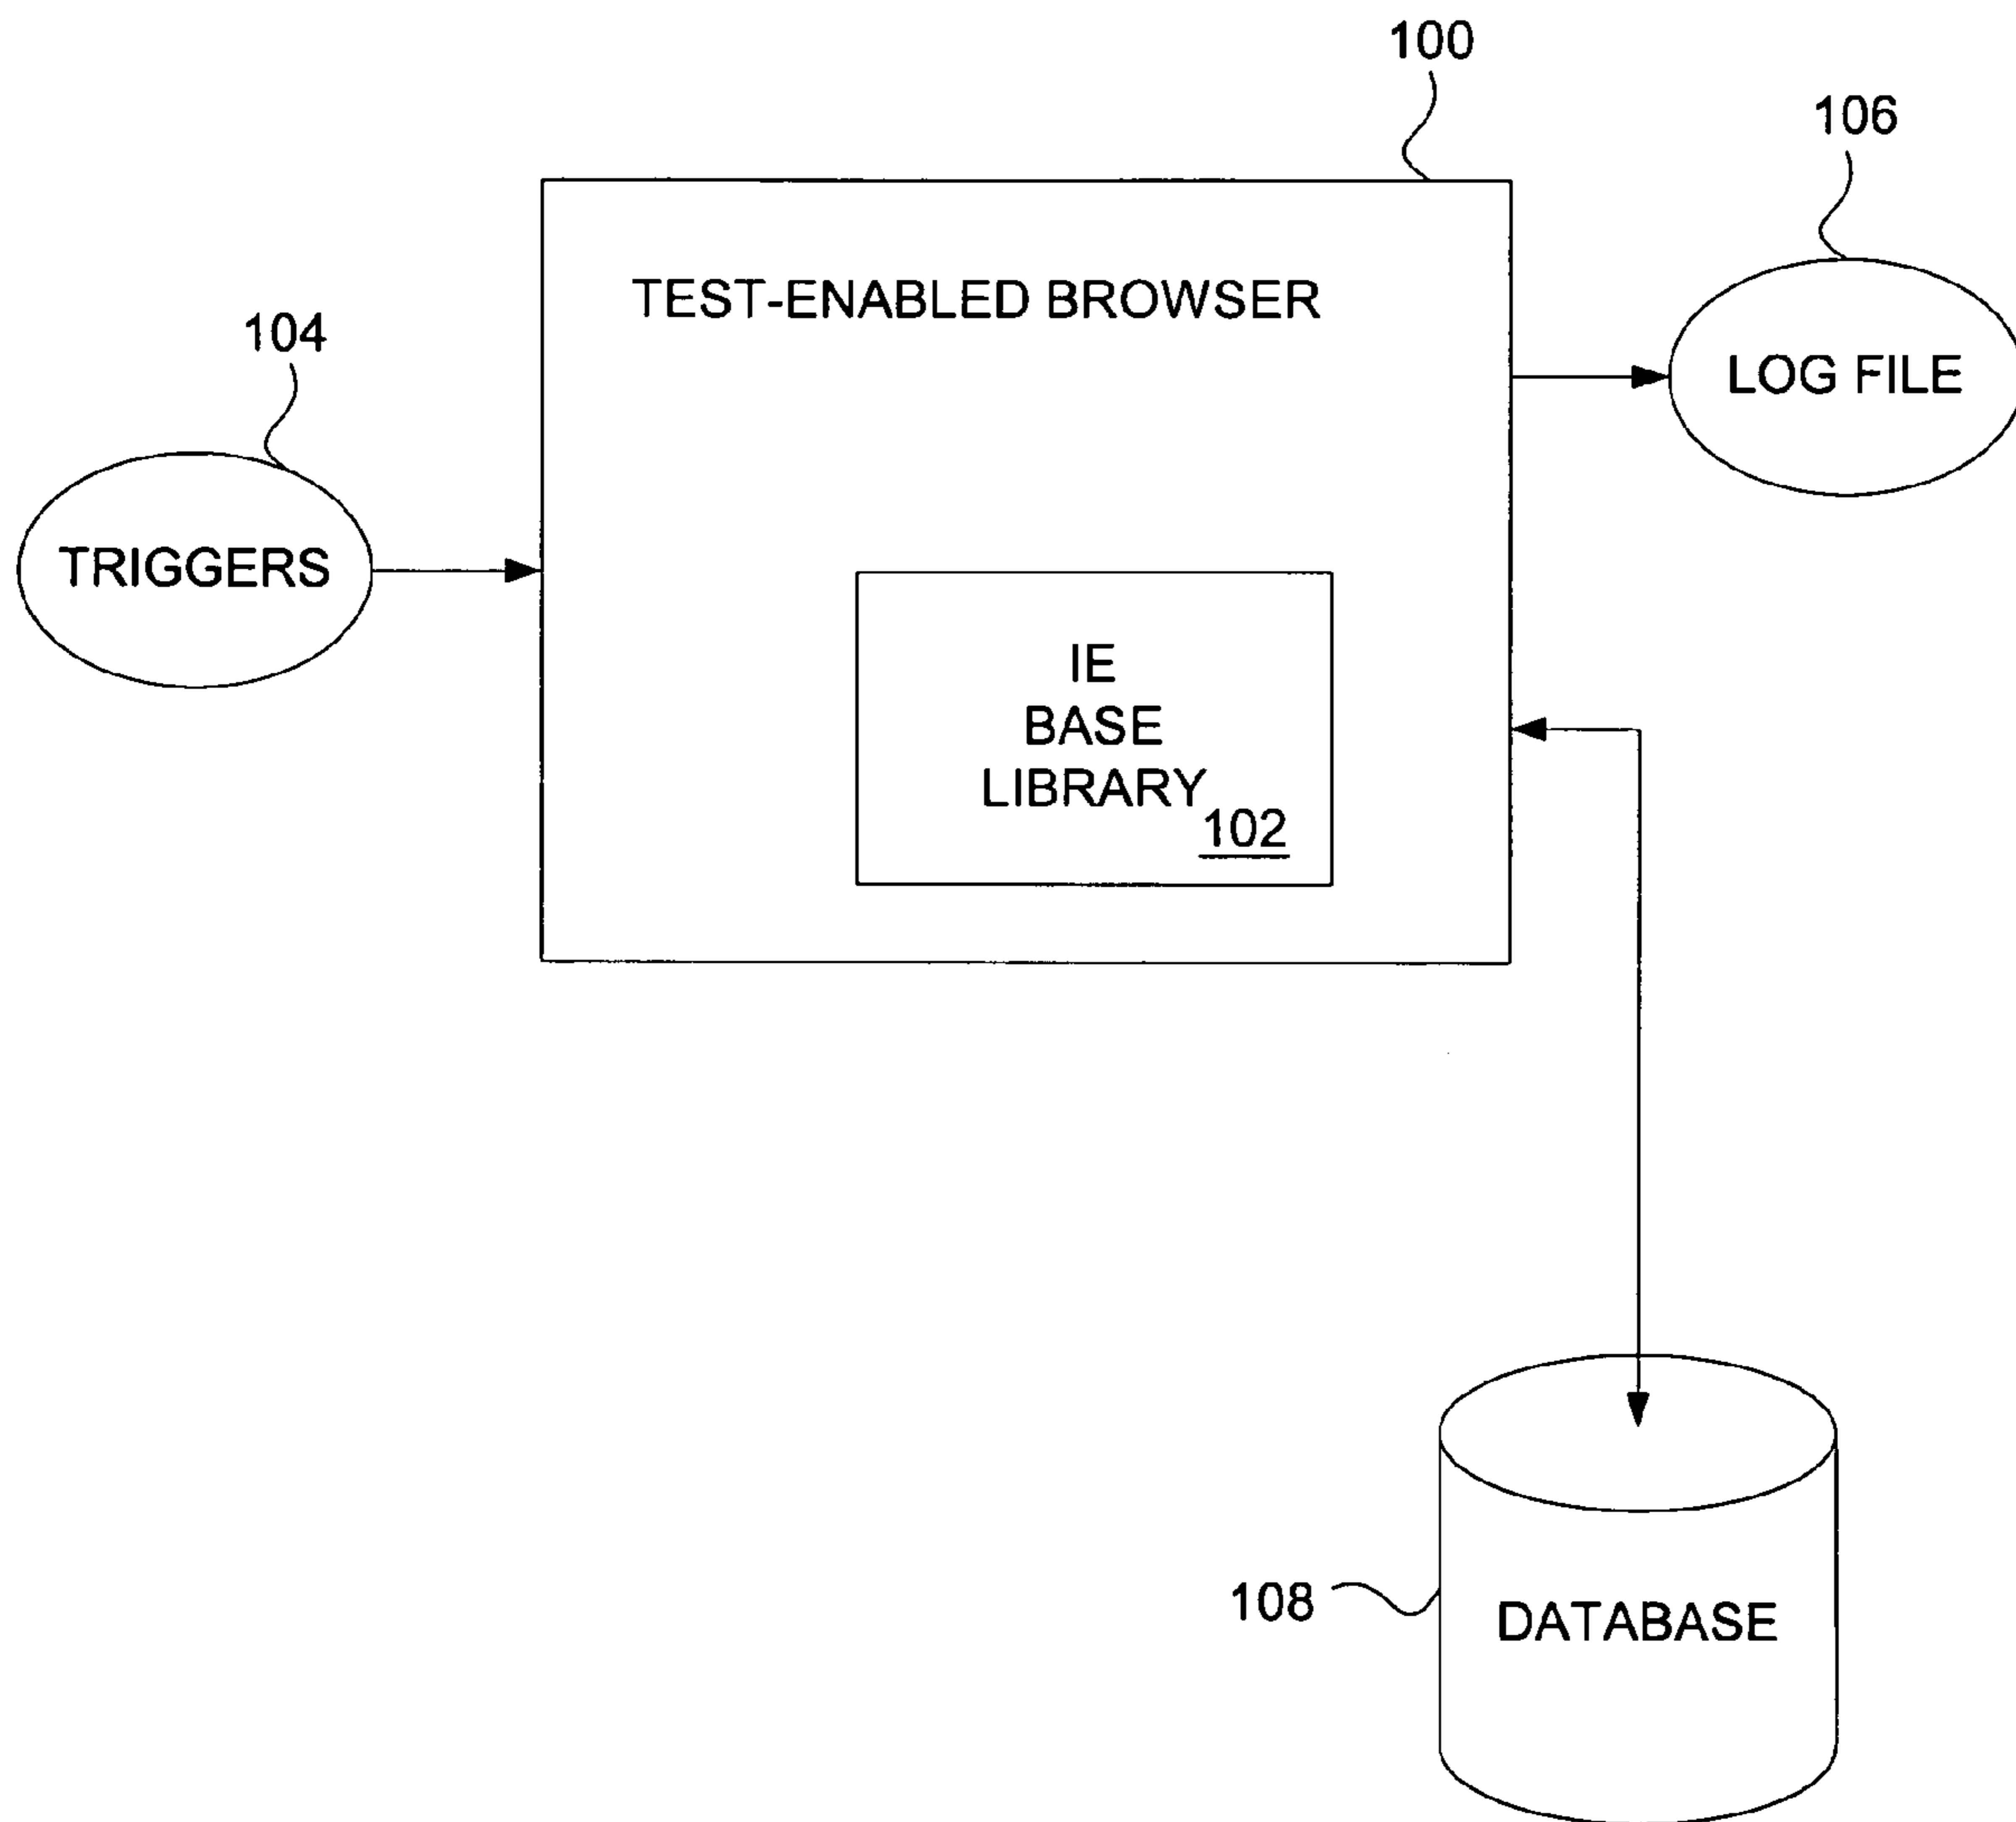 100
106
TEST-ENABLED BROWSER
104
LOG FILE
TRIGGERS
IE
BASE
LIBRARY
102
108
DATABASE